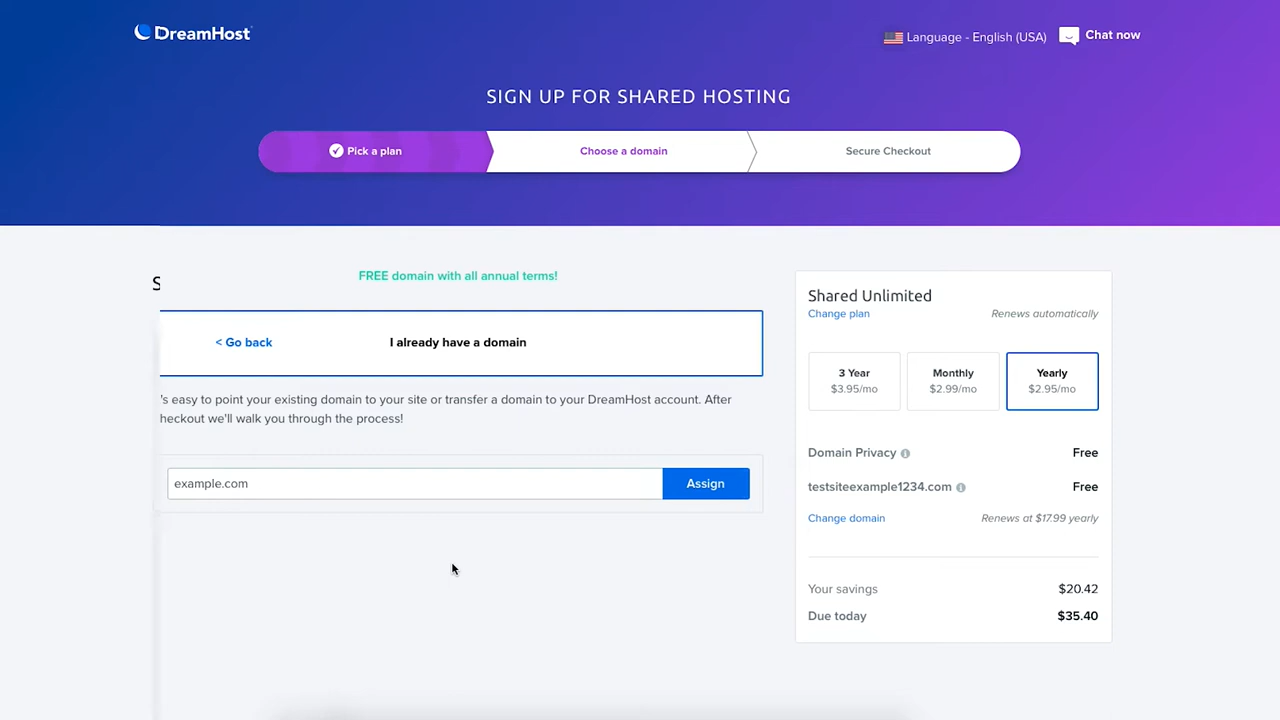 DreamHost
Language - English (USA)
Chat now
SIGN UP FOR SHARED HOSTING
Pick a plan
Choose a domain
Secure Checkout
S
FREE domain with all annual terms!
< Go back
I already have a domain
's easy to point your existing domain to your site or transfer a domain to your DreamHost account. After
heckout we'll walk you through the process!
example.com
Assign
Shared Unlimited
Change plan
Renews automatically
3 Year
$3.95/mo
Monthly
$2.99/mo
Yearly
$2.95/mo
Domain Privacy
Free
testsiteexample1234.com
Free
Change domain
Renews at $17.99 yearly
Your savings
$20.42
Due today
$35.40